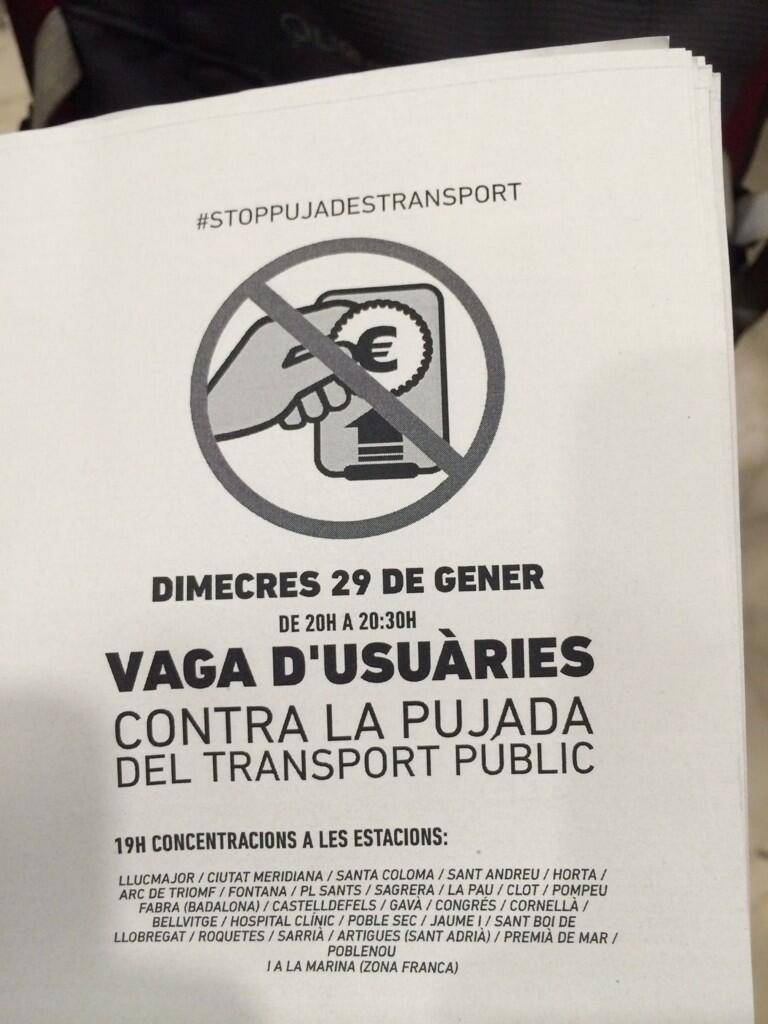 #STOPPUJADESTRANSPORT
€
DIMECRES 29 DE GENER
DE 20H A 20:30H
VAGA D'USUÀRIES
CONTRA LA PUJADA
DEL TRANSPORT PÚBLIC
19H CONCENTRACIONS A LES ESTACIONS:
LLUCMAJOR / CIUTAT MERIDIANA / SANTA COLOMA / SANT ANDREU / HORTA /
ARC DE TRIOMF / FONTANA / PL SANTS / SAGRERA / LA PAU / CLOT / POMPEU
FABRA (BADALONA) / CASTELLDEFELS / GAVÀ / CONGRÉS / CORNELLÀ /
BELLVITGE / HOSPITAL CLÍNIC / POBLE SEC / JAUME I / SANT BOI DE
LLOBREGAT / ROQUETES / SARRIÀ / ARTIGUES (SANT ADRIÀ) / PREMIÀ DE MAR /
POBLENOU
I A LA MARINA (ZONA FRANCA)